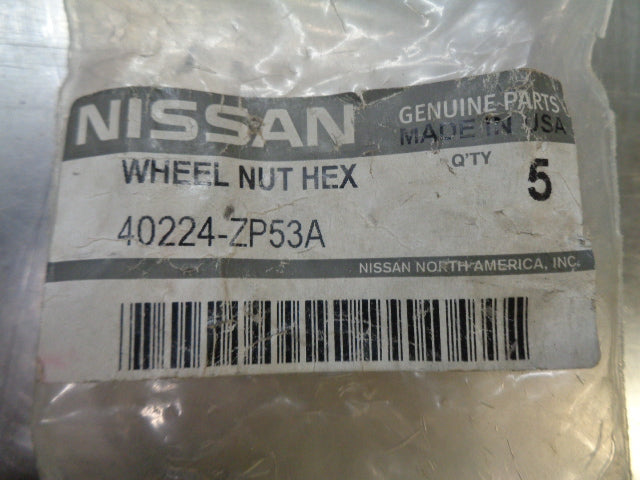 NISSAN GENUINE PARTS
MADE IN USA
WHEEL NUT HEX Q'TY 5
40224-ZP53A
NISSAN NORTH AMERICA, INC.